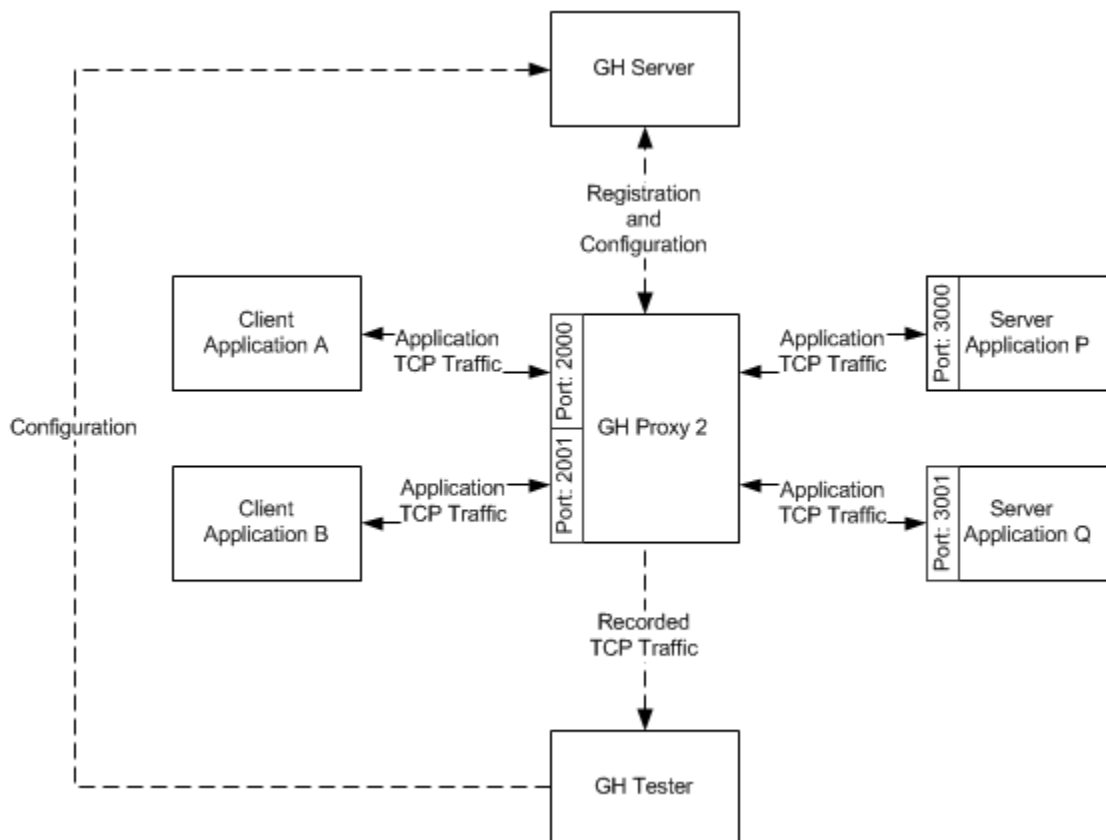 GH Server
Registration
and
Configuration
Client
Application A
Application
TCP Traffic
Port: 2000
GH Proxy 2
Application
TCP Traffic
Port: 3000
Server
Application P
Configuration
Client
Application B
Application
TCP Traffic
Port: 2001
Application
TCP Traffic
Port: 3001
Server
Application Q
Recorded
TCP Traffic
GH Tester